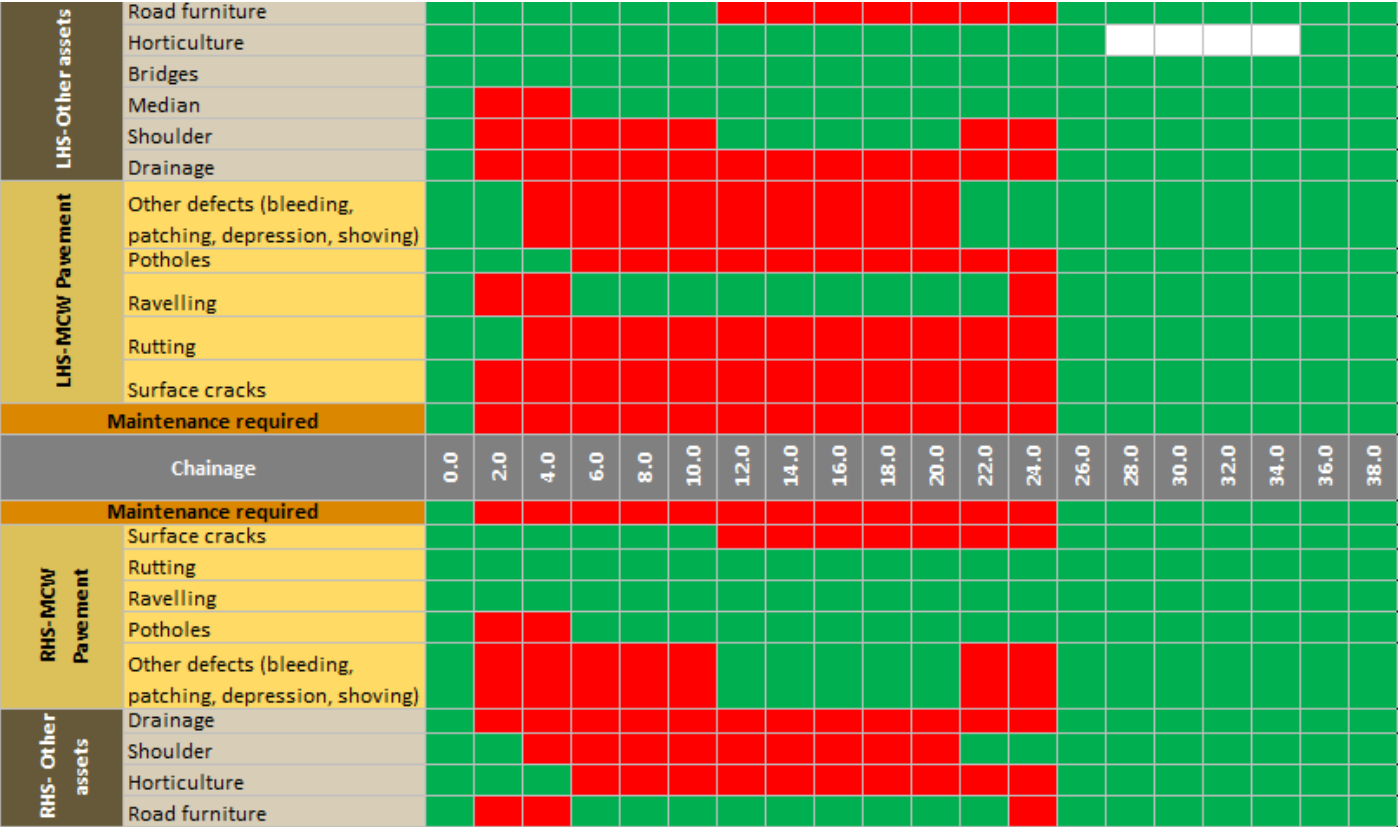 LHS-Other assets
Road furniture
Horticulture
Bridges
Median
Shoulder
Drainage
LHS-MCW Pavement
Other defects (bleeding,
patching, depression, shoving)
Potholes
Ravelling
Rutting
Surface cracks
Maintenance required
Chainage 0.0 2.0 4.0 6.0 8.0 10.0 12.0 14.0 16.0 18.0 20.0 22.0 24.0 26.0 28.0 30.0 32.0 34.0 36.0 38.0
Maintenance required
RHS-MCW
Pavement
Surface cracks
Rutting
Ravelling
Potholes
Other defects (bleeding,
patching, depression, shoving)
RHS- Other
assets
Drainage
Shoulder
Horticulture
Road furniture